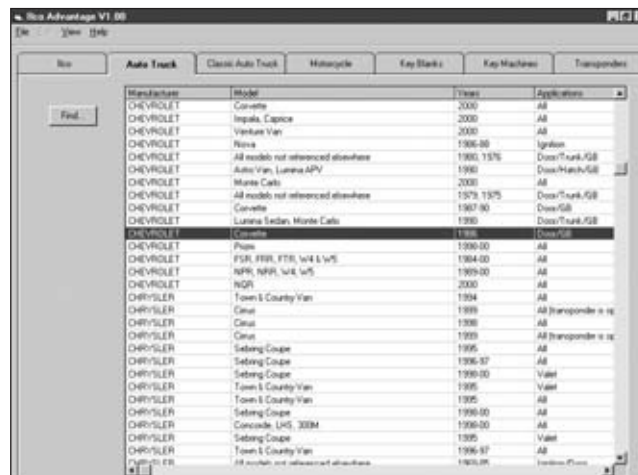 Ilco Advantage V1.00
File View Help
Ilco Auto Truck Classic Auto Truck Motorcycle Key Blanks Key Machines Transponders
Find...
Manufacturer Model Years Applications
CHEVROLET Corvette 2000 All
CHEVROLET Impala, Caprice 2000 All
CHEVROLET Venture Van 2000 All
CHEVROLET Nova 1986-88 Ignition
CHEVROLET All models not referenced elsewhere 1980, 1976 Door/Trunk/GB
CHEVROLET Astro Van, Lumina APV 1990 Door/Hatch/GB
CHEVROLET Monte Carlo 2000 All
CHEVROLET All models not referenced elsewhere 1979, 1975 Door/Trunk/GB
CHEVROLET Corvette 1987-90 Door/GB
CHEVROLET Lumina Sedan, Monte Carlo 1990 Door/Trunk/GB
CHEVROLET Corvette 1986 Door/GB
CHEVROLET Prizm 1998-00 All
CHEVROLET FSR, FRR, FTR, W4 & W5 1984-00 All
CHEVROLET NPR, NRR, W4, W5 1989-00 All
CHEVROLET NQR 2000 All
CHRYSLER Town & Country Van 1994 All
CHRYSLER Cirrus 1999 All (transponder is op
CHRYSLER Cirrus 1998 All
CHRYSLER Cirrus 1999 All (transponder is op
CHRYSLER Sebring Coupe 1995 All
CHRYSLER Sebring Coupe 1996-97 All
CHRYSLER Sebring Coupe 1998-00 Valet
CHRYSLER Town & Country Van 1995 Valet
CHRYSLER Town & Country Van 1995 All
CHRYSLER Sebring Coupe 1998-00 All
CHRYSLER Concorde, LHS, 300M 1998-00 All
CHRYSLER Sebring Coupe 1995 Valet
CHRYSLER Town & Country Van 1996-97 All
CHRYSLER All models not referenced elsewhere Ignition/Door